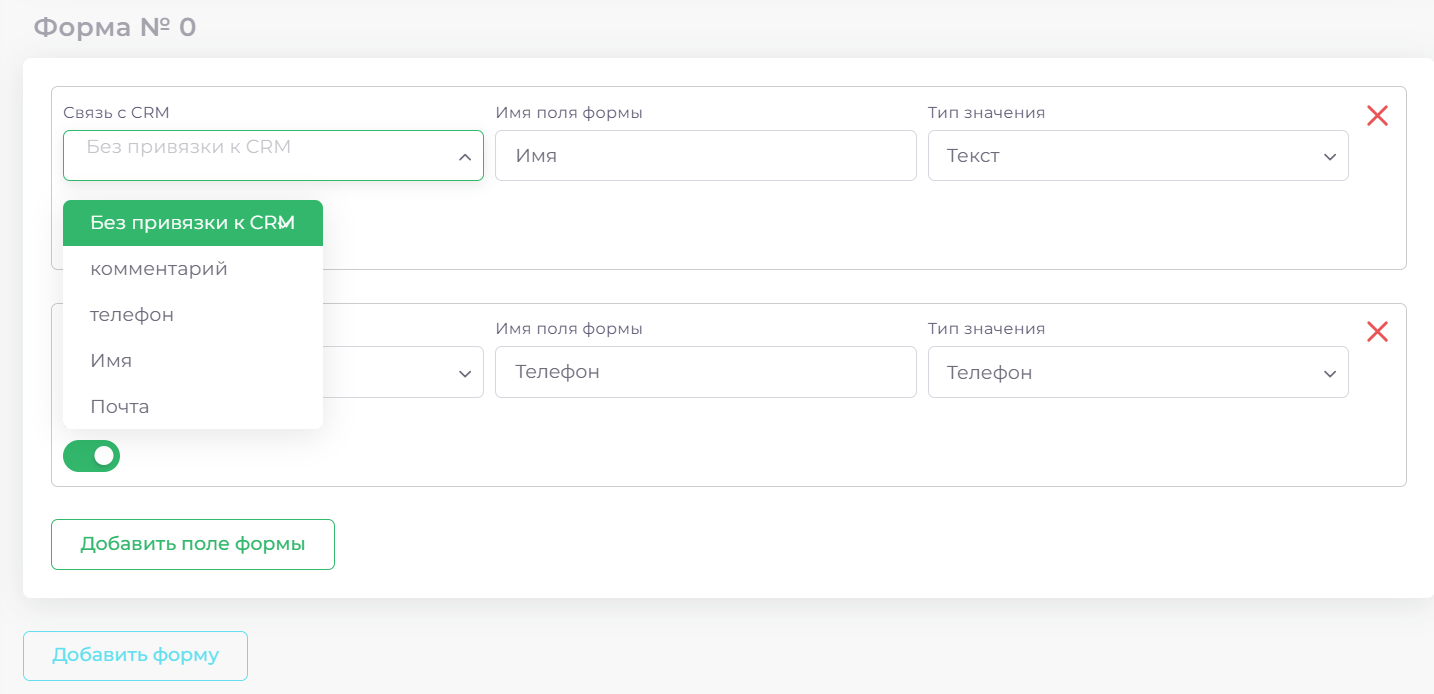 Форма № 0
Связь с CRM
Имя поля формы
Тип значения
Без привязки к CRM
Имя
Текст
Без привязки к CRM
комментарий
телефон
Имя
Почта
Имя поля формы
Тип значения
Телефон
Телефон
Добавить поле формы
Добавить форму